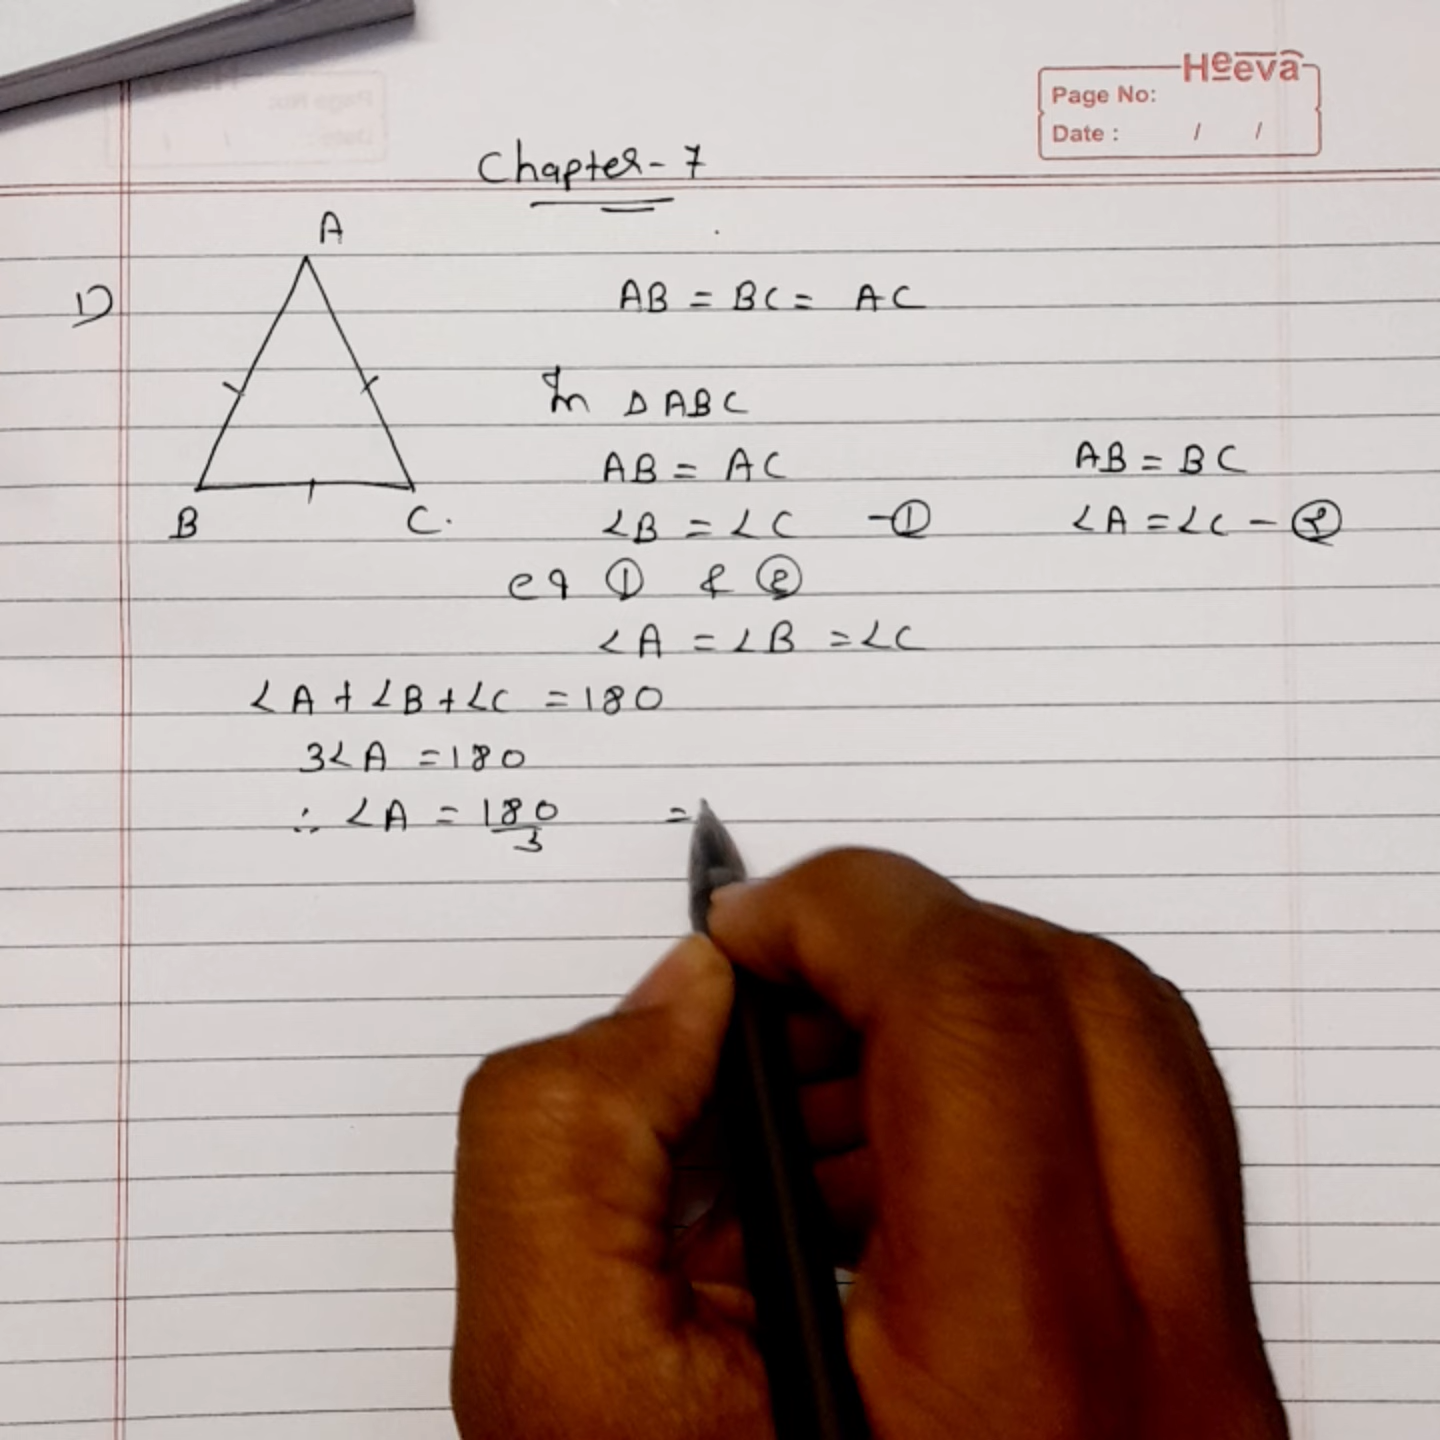 Heeva
Page No:
Date : / /
Chapter-7
A
1)
AB = BC = AC
In ΔABC
AB = AC AB = BC
B C. ∠B = ∠C -① ∠A = ∠C - ②
eq ① & ②
∠A = ∠B = ∠C
∠A + ∠B + ∠C = 180
3∠A = 180
∴ ∠A = 180/3 =